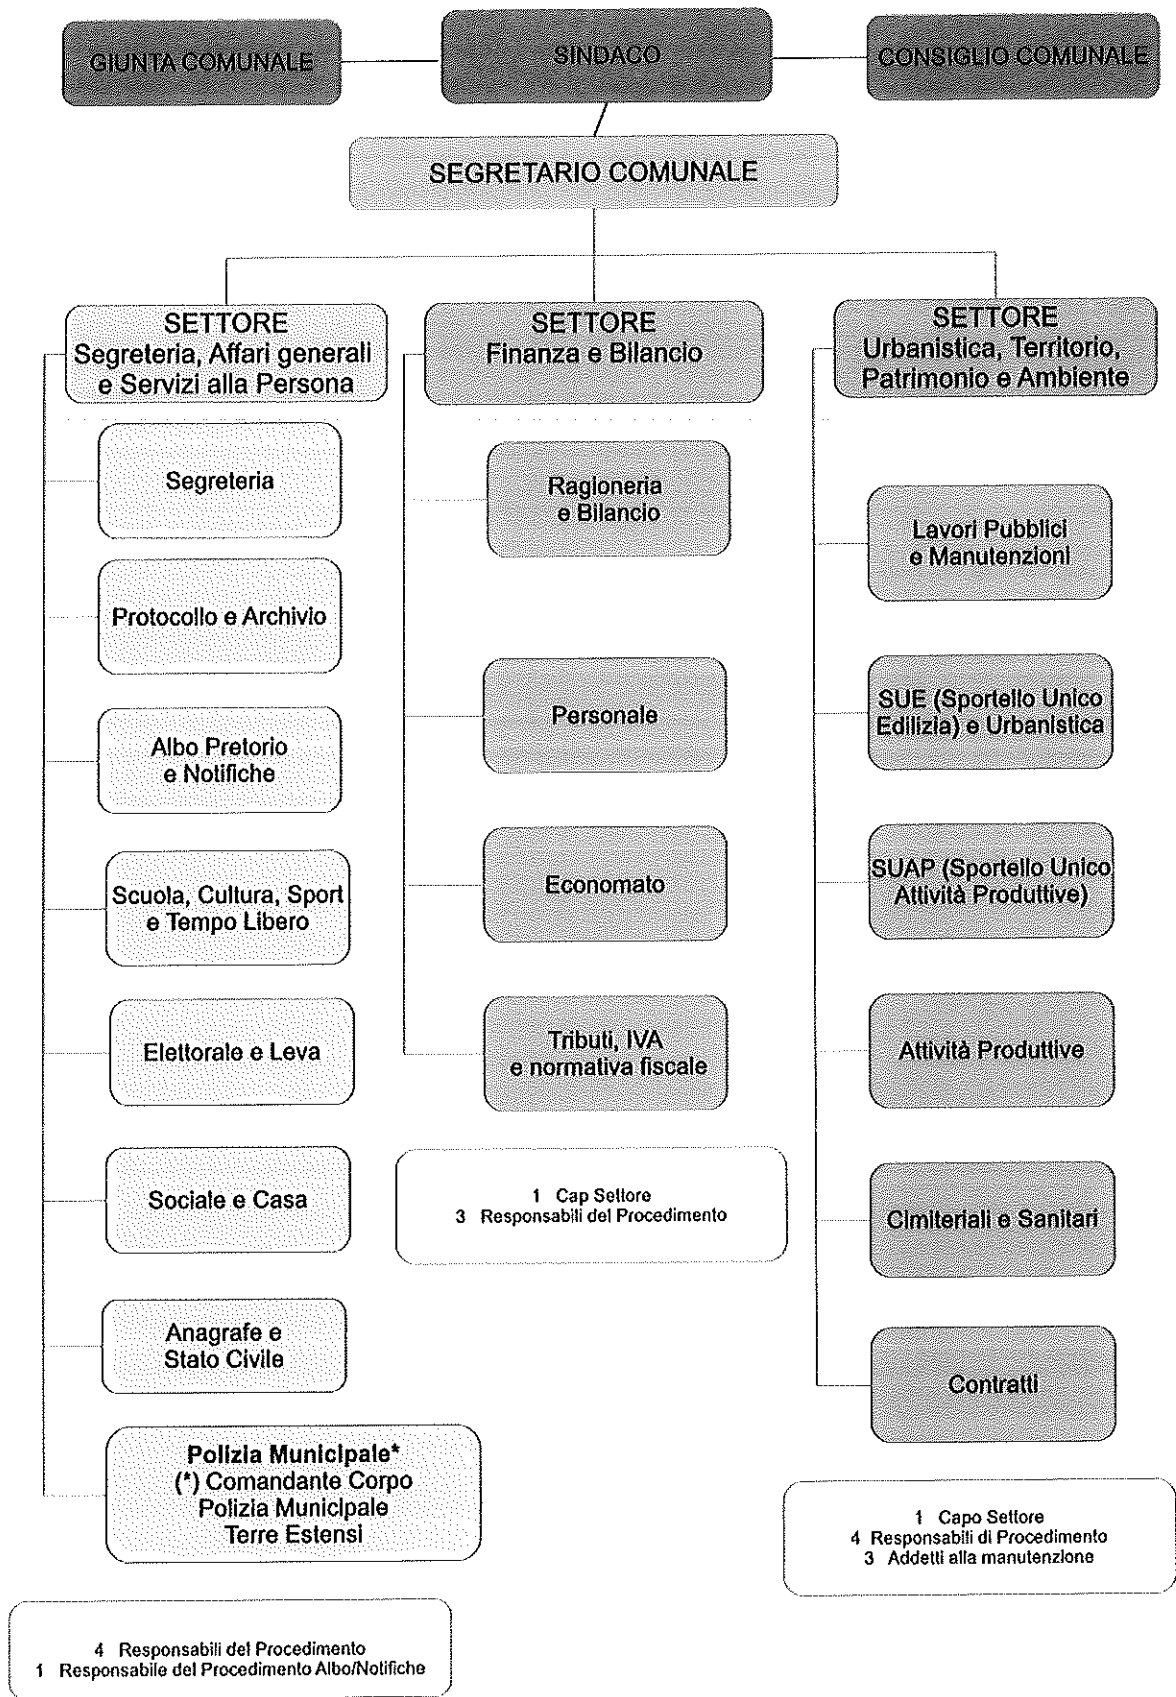 GIUNTA COMUNALE
SINDACO
CONSIGLIO COMUNALE
SEGRETARIO COMUNALE
SETTORE
Segreteria, Affari generali
e Servizi alla Persona
Segreteria
Protocollo e Archivio
Albo Pretorio
e Notifiche
Scuola, Cultura, Sport
e Tempo Libero
Elettorale e Leva
Sociale e Casa
Anagrafe e
Stato Civile
Polizia Municipale*
(*) Comandante Corpo
Polizia Municipale
Terre Estensi
4 Responsabili del Procedimento
1 Responsabile del Procedimento Albo/Notifiche
SETTORE
Finanza e Bilancio
Ragioneria
e Bilancio
Personale
Economato
Tributi, IVA
e normativa fiscale
1 Cap Settore
3 Responsabili del Procedimento
SETTORE
Urbanistica, Territorio,
Patrimonio e Ambiente
Lavori Pubblici
e Manutenzioni
SUE (Sportello Unico
Edilizia) e Urbanistica
SUAP (Sportello Unico
Attività Produttive)
Attività Produttive
Cimiteriali e Sanitari
Contratti
1 Capo Settore
4 Responsabili di Procedimento
3 Addetti alla manutenzione